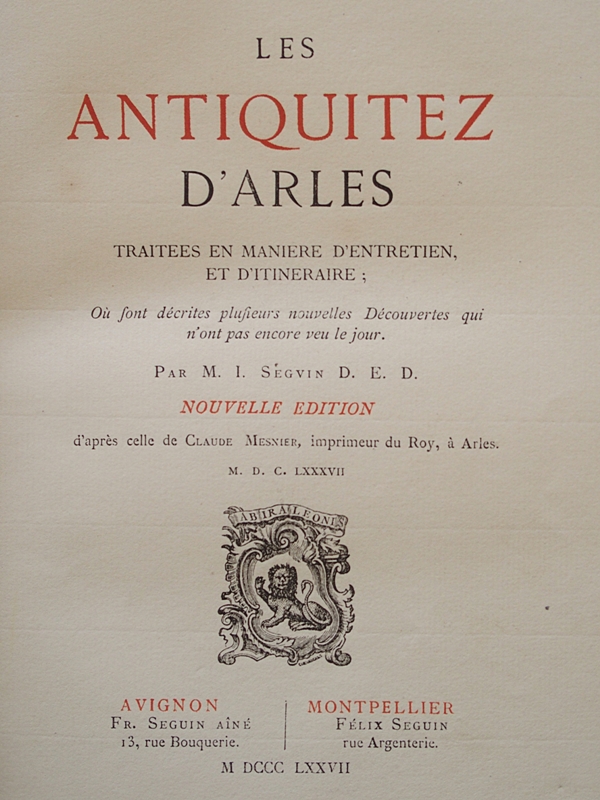 LES
ANTIQUITEZ
D'ARLES
TRAITEES EN MANIERE D'ENTRETIEN,
ET D'ITINERAIRE ;
Où ſont décrites pluſieurs nouvelles Découvertes qui
n'ont pas encore veu le jour.
PAR M. I. SÉGVIN D. E. D.
NOUVELLE EDITION
d'après celle de CLAUDE MESNIER, imprimeur du Roy, à Arles.
M. D. C. LXXXVII
AB IRA LEONIS
AVIGNON
FR. SEGUIN AÎNÉ
13, rue Bouquerie.
MONTPELLIER
FÉLIX SEGUIN
rue Argenterie.
M DCCC LXXVII